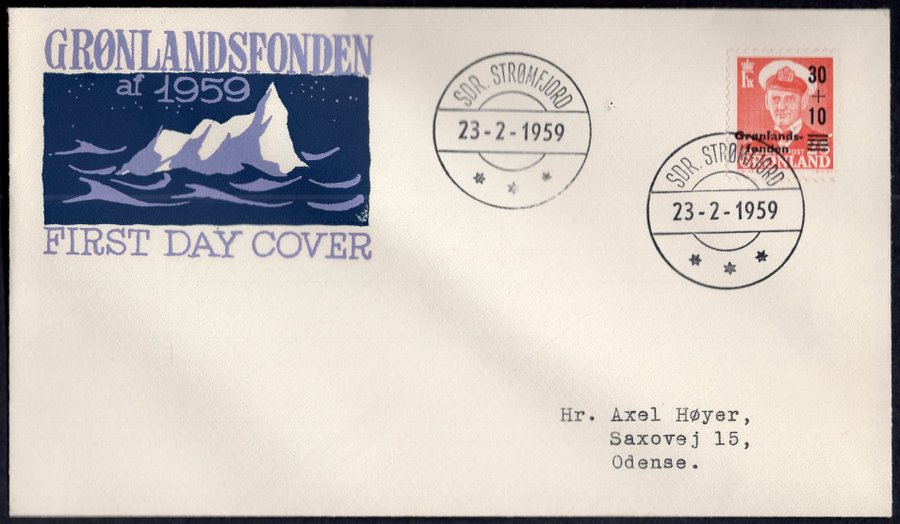 GRØNLANDSFONDEN
af 1959
FIRST DAY COVER
SDR. STRØMFJORD
23-2-1959
30
+
10
Grønlands-
fonden
POST
GRØNLAND
SDR. STRØMFJORD
23-2-1959
Hr. Axel Høyer,
Saxovej 15,
Odense.